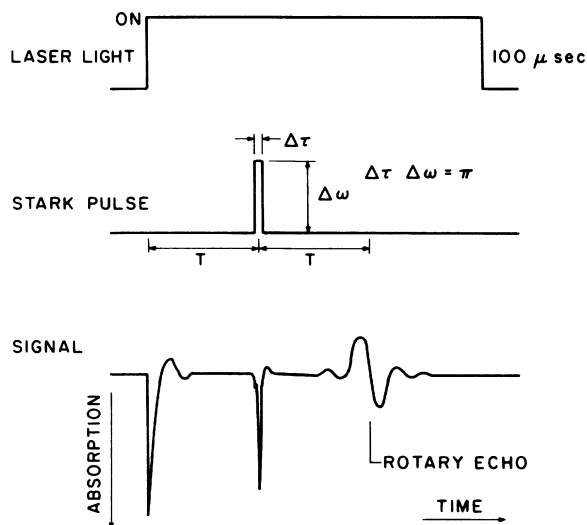 ON
LASER LIGHT
100 μ sec
Δτ
Δτ Δω = π
Δω
STARK PULSE
T
T
SIGNAL
ABSORPTION
ROTARY ECHO
TIME